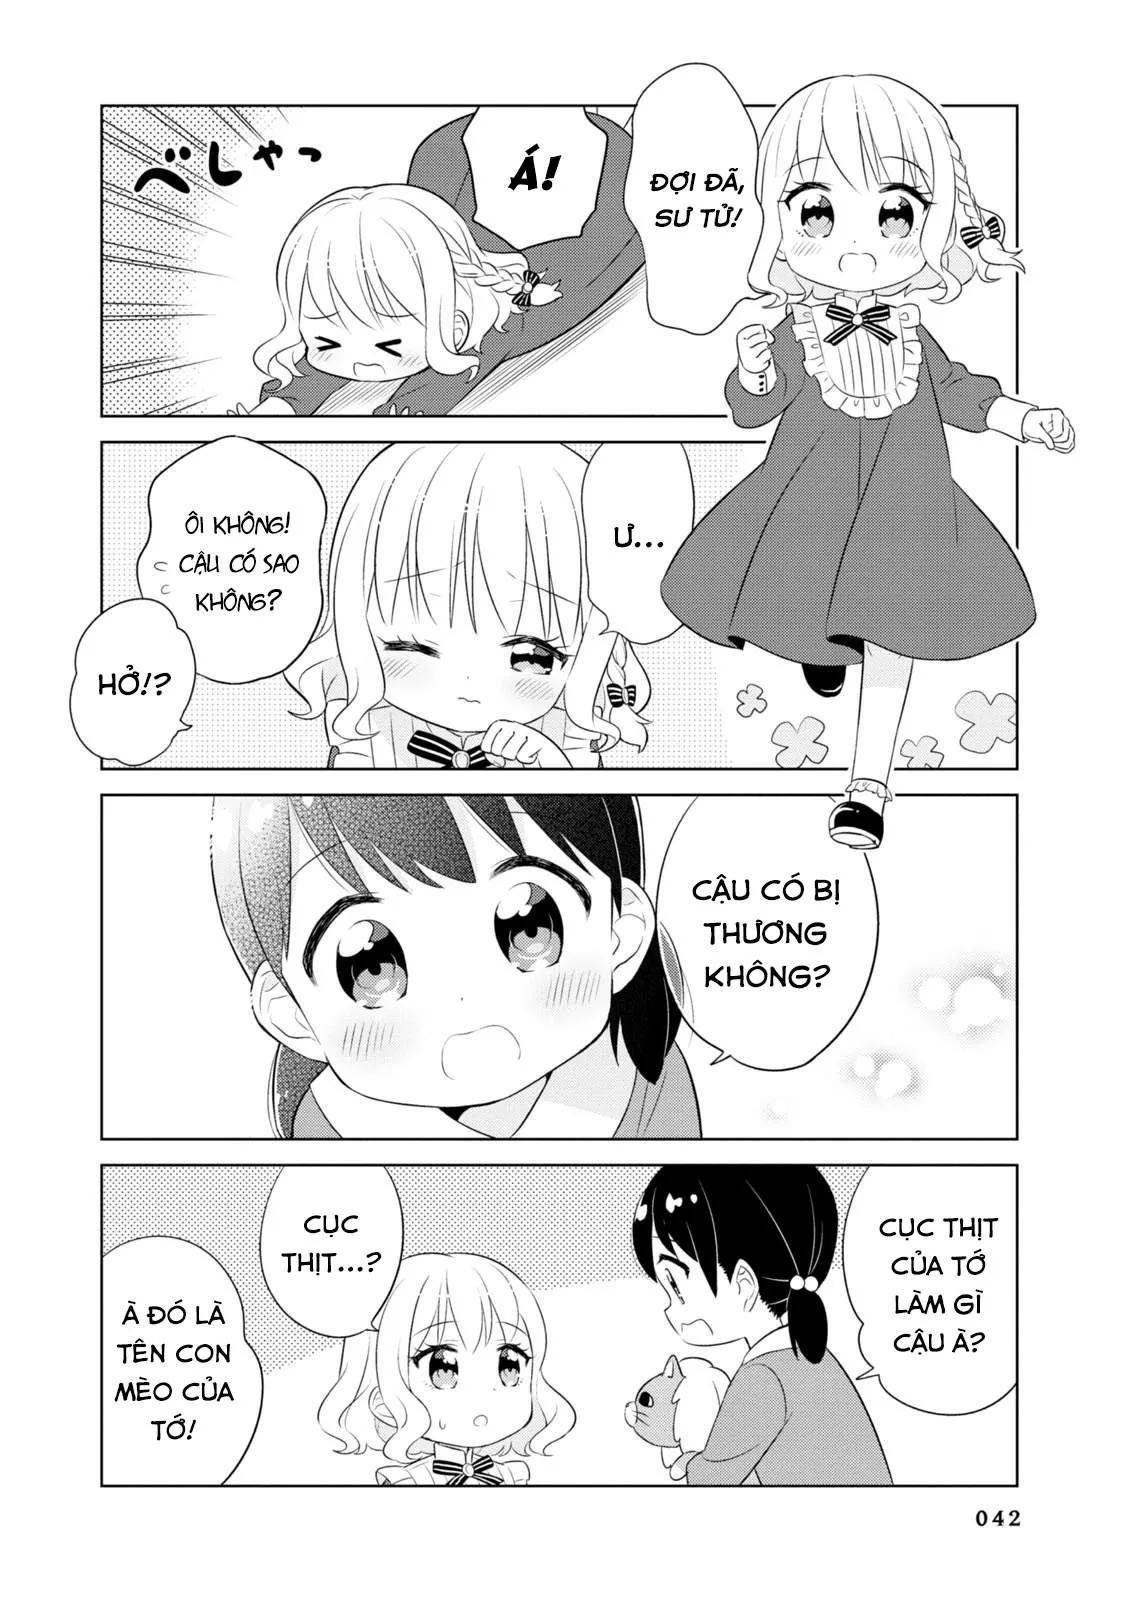 ĐỢI ĐÃ,
SƯ TỬ!
Á!
べしゃっ
Ư...
ÔI KHÔNG!
CẬU CÓ SAO
KHÔNG?
HỞ!?
CẬU CÓ BỊ
THƯƠNG
KHÔNG?
CỤC THỊT
CỦA TỚ
LÀM GÌ
CẬU À?
CỤC
THỊT...?
À ĐÓ LÀ
TÊN CON
MÈO CỦA
TỚ!
042